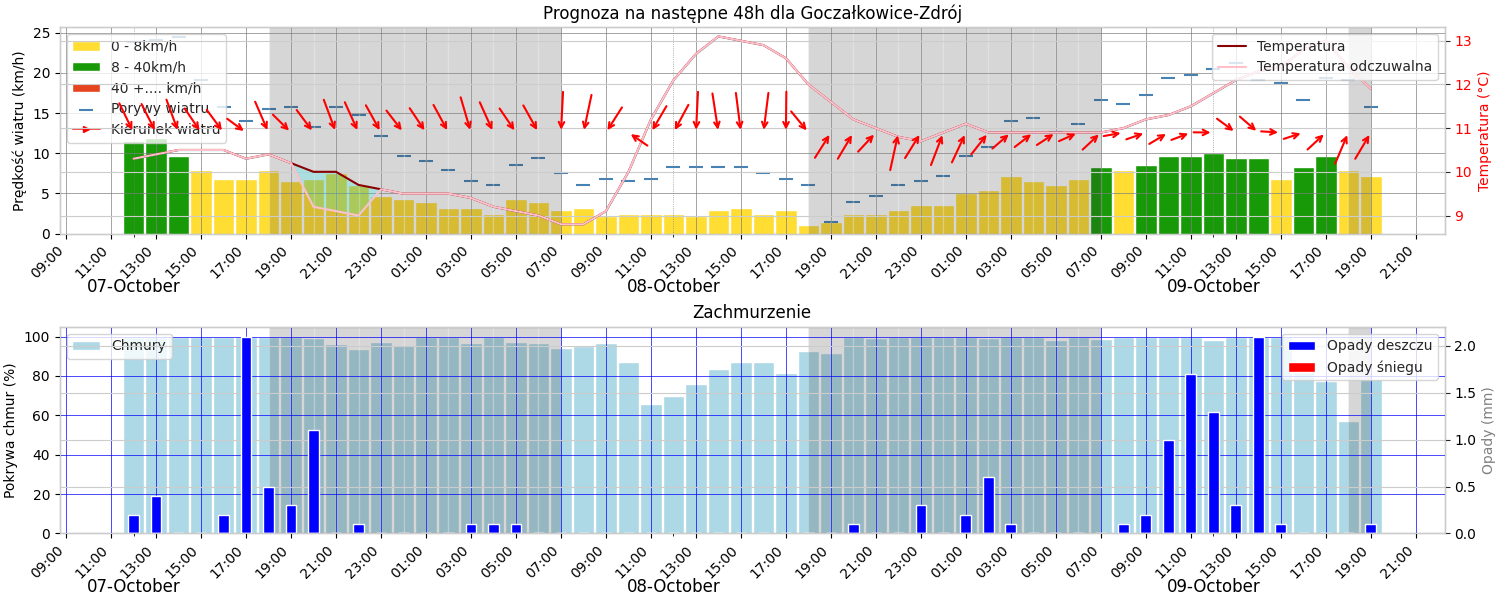 Prognoza na następne 48h dla Goczałkowice-Zdrój
Prędkość wiatru (km/h)
25
20
15
10
5
0
0 - 8km/h
8 - 40km/h
40 +.... km/h
Porywy wiatru
Kierunek wiatru
Temperatura
Temperatura odczuwalna
13
12
11
10
9
Temperatura (°C)
09:00 11:00 13:00 15:00 17:00 19:00 21:00 23:00 01:00 03:00 05:00 07:00 09:00 11:00 13:00 15:00 17:00 19:00 21:00 23:00 01:00 03:00 05:00 07:00 09:00 11:00 13:00 15:00 17:00 19:00 21:00
07-October 08-October 09-October
Zachmurzenie
Pokrywa chmur (%)
100
80
60
40
20
0
Chmury
Opady deszczu
Opady śniegu
2.0
1.5
1.0
0.5
0.0
Opady (mm)
09:00 11:00 13:00 15:00 17:00 19:00 21:00 23:00 01:00 03:00 05:00 07:00 09:00 11:00 13:00 15:00 17:00 19:00 21:00 23:00 01:00 03:00 05:00 07:00 09:00 11:00 13:00 15:00 17:00 19:00 21:00
07-October 08-October 09-October